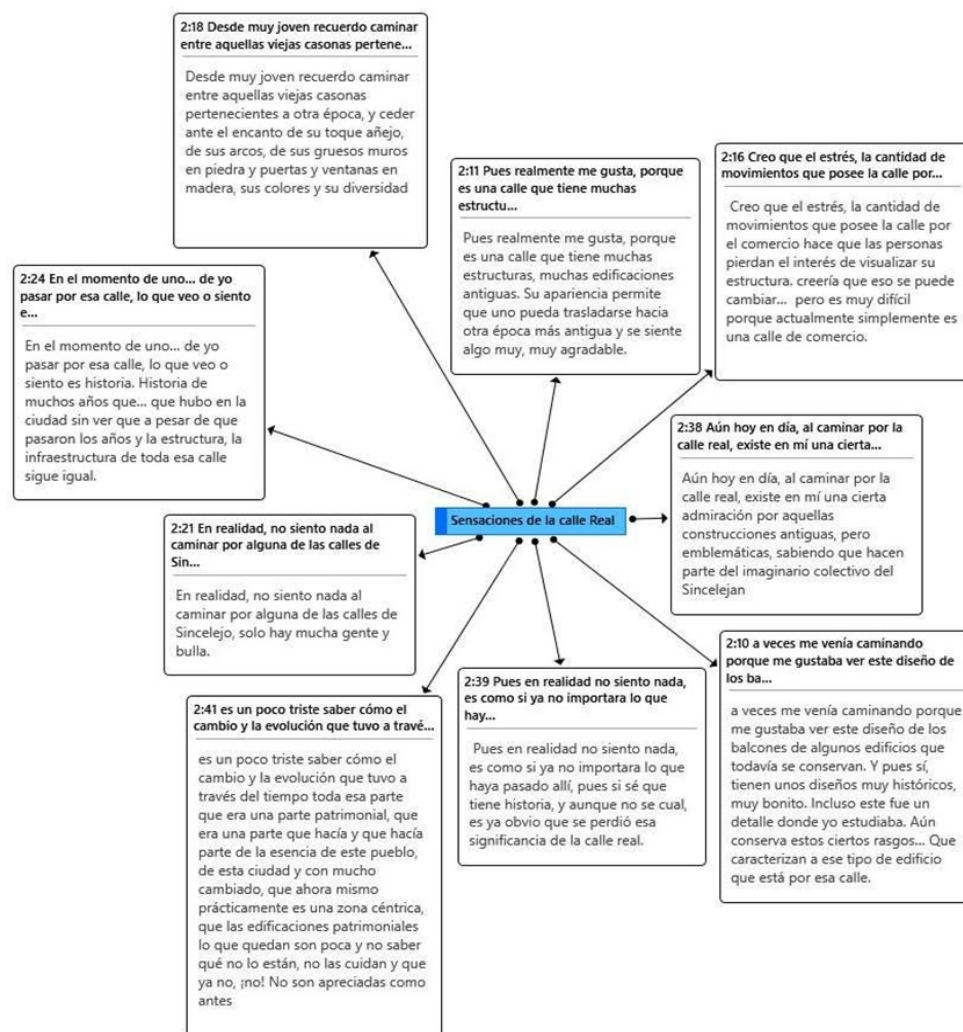 2:18 Desde muy joven recuerdo caminar
entre aquellas viejas casonas pertene...
Desde muy joven recuerdo caminar
entre aquellas viejas casonas
pertenecientes a otra época, y ceder
ante el encanto de su toque añejo,
de sus arcos, de sus gruesos muros
en piedra y puertas y ventanas en
madera, sus colores y su diversidad
2:11 Pues realmente me gusta, porque
es una calle que tiene muchas
estructu...
Pues realmente me gusta, porque
es una calle que tiene muchas
estructuras, muchas edificaciones
antiguas. Su apariencia permite
que uno pueda trasladarse hacia
otra época más antigua y se siente
algo muy, muy agradable.
2:16 Creo que el estrés, la cantidad de
movimientos que posee la calle por...
Creo que el estrés, la cantidad de
movimientos que posee la calle por
el comercio hace que las personas
pierdan el interés de visualizar su
estructura. creería que eso se puede
cambiar... pero es muy difícil
porque actualmente simplemente es
una calle de comercio.
2:24 En el momento de uno... de yo
pasar por esa calle, lo que veo o siento
e...
En el momento de uno... de yo
pasar por esa calle, lo que veo o
siento es historia. Historia de
muchos años que... que hubo en la
ciudad sin ver que a pesar de que
pasaron los años y la estructura, la
infraestructura de toda esa calle
sigue igual.
2:38 Aún hoy en día, al caminar por la
calle real, existe en mí una cierta...
Aún hoy en día, al caminar por la
calle real, existe en mí una cierta
admiración por aquellas
construcciones antiguas, pero
emblemáticas, sabiendo que hacen
parte del imaginario colectivo del
Sincelejan
Sensaciones de la calle Real
2:21 En realidad, no siento nada al
caminar por alguna de las calles de
Sin...
En realidad, no siento nada al
caminar por alguna de las calles de
Sincelejo, solo hay mucha gente y
bulla.
2:41 es un poco triste saber cómo el
cambio y la evolución que tuvo a travé...
es un poco triste saber cómo el
cambio y la evolución que tuvo a
través del tiempo toda esa parte
que era una parte patrimonial, que
era una parte que hacía y que hacía
parte de la esencia de este pueblo,
de esta ciudad y con mucho
cambiado, que ahora mismo
prácticamente es una zona céntrica,
que las edificaciones patrimoniales
lo que quedan son poca y no saber
qué no lo están, no las cuidan y que
ya no, ¡no! No son apreciadas como
antes
2:39 Pues en realidad no siento nada,
es como si ya no importara lo que
hay...
Pues en realidad no siento nada,
es como si ya no importara lo que
haya pasado allí, pues si sé que
tiene historia, y aunque no se cual,
es ya obvio que se perdió esa
significancia de la calle real.
2:10 a veces me venía caminando
porque me gustaba ver este diseño de
los ba...
a veces me venía caminando porque
me gustaba ver este diseño de los
balcones de algunos edificios que
todavía se conservan. Y pues sí,
tienen unos diseños muy históricos,
muy bonito. Incluso este fue un
detalle donde yo estudiaba. Aún
conserva estos ciertos rasgos... Que
caracterizan a ese tipo de edificio
que está por esa calle.